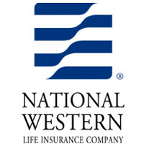 ®
NATIONAL
WESTERN
LIFE INSURANCE COMPANY